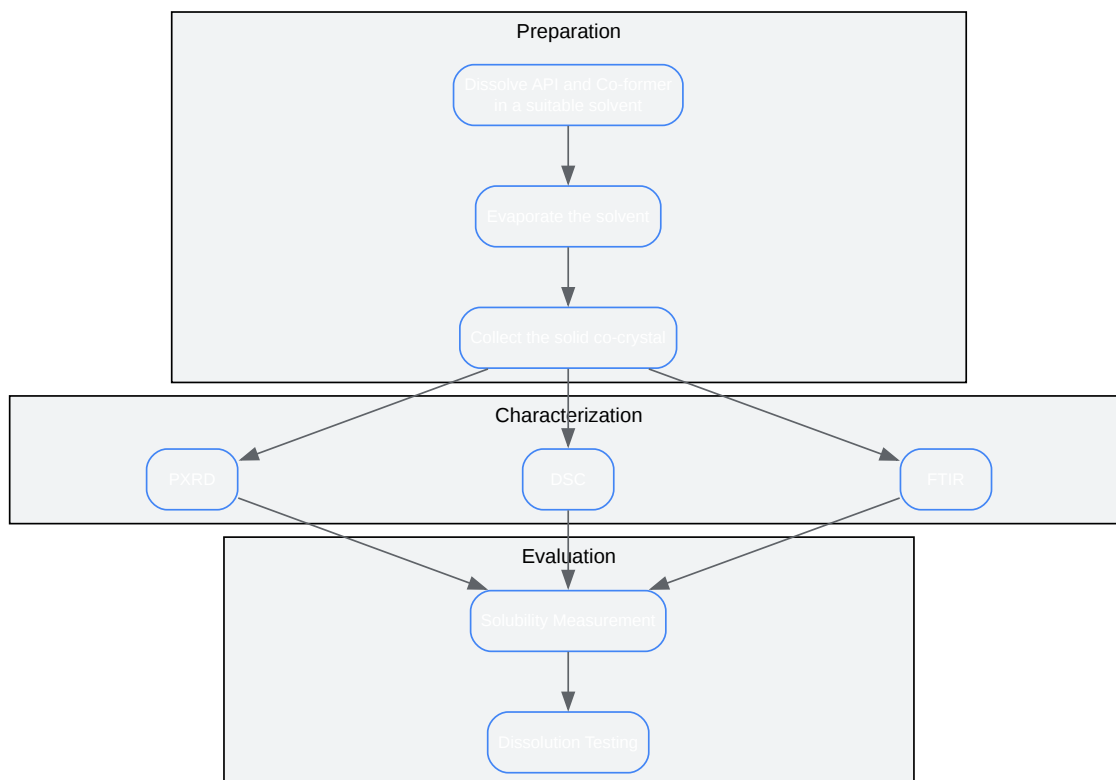 Preparation
Dissolve API and Co-former
in a suitable solvent
Evaporate the solvent
Collect the solid co-crystal
Characterization
PXRD
DSC
FTIR
Evaluation
Solubility Measurement
Dissolution Testing